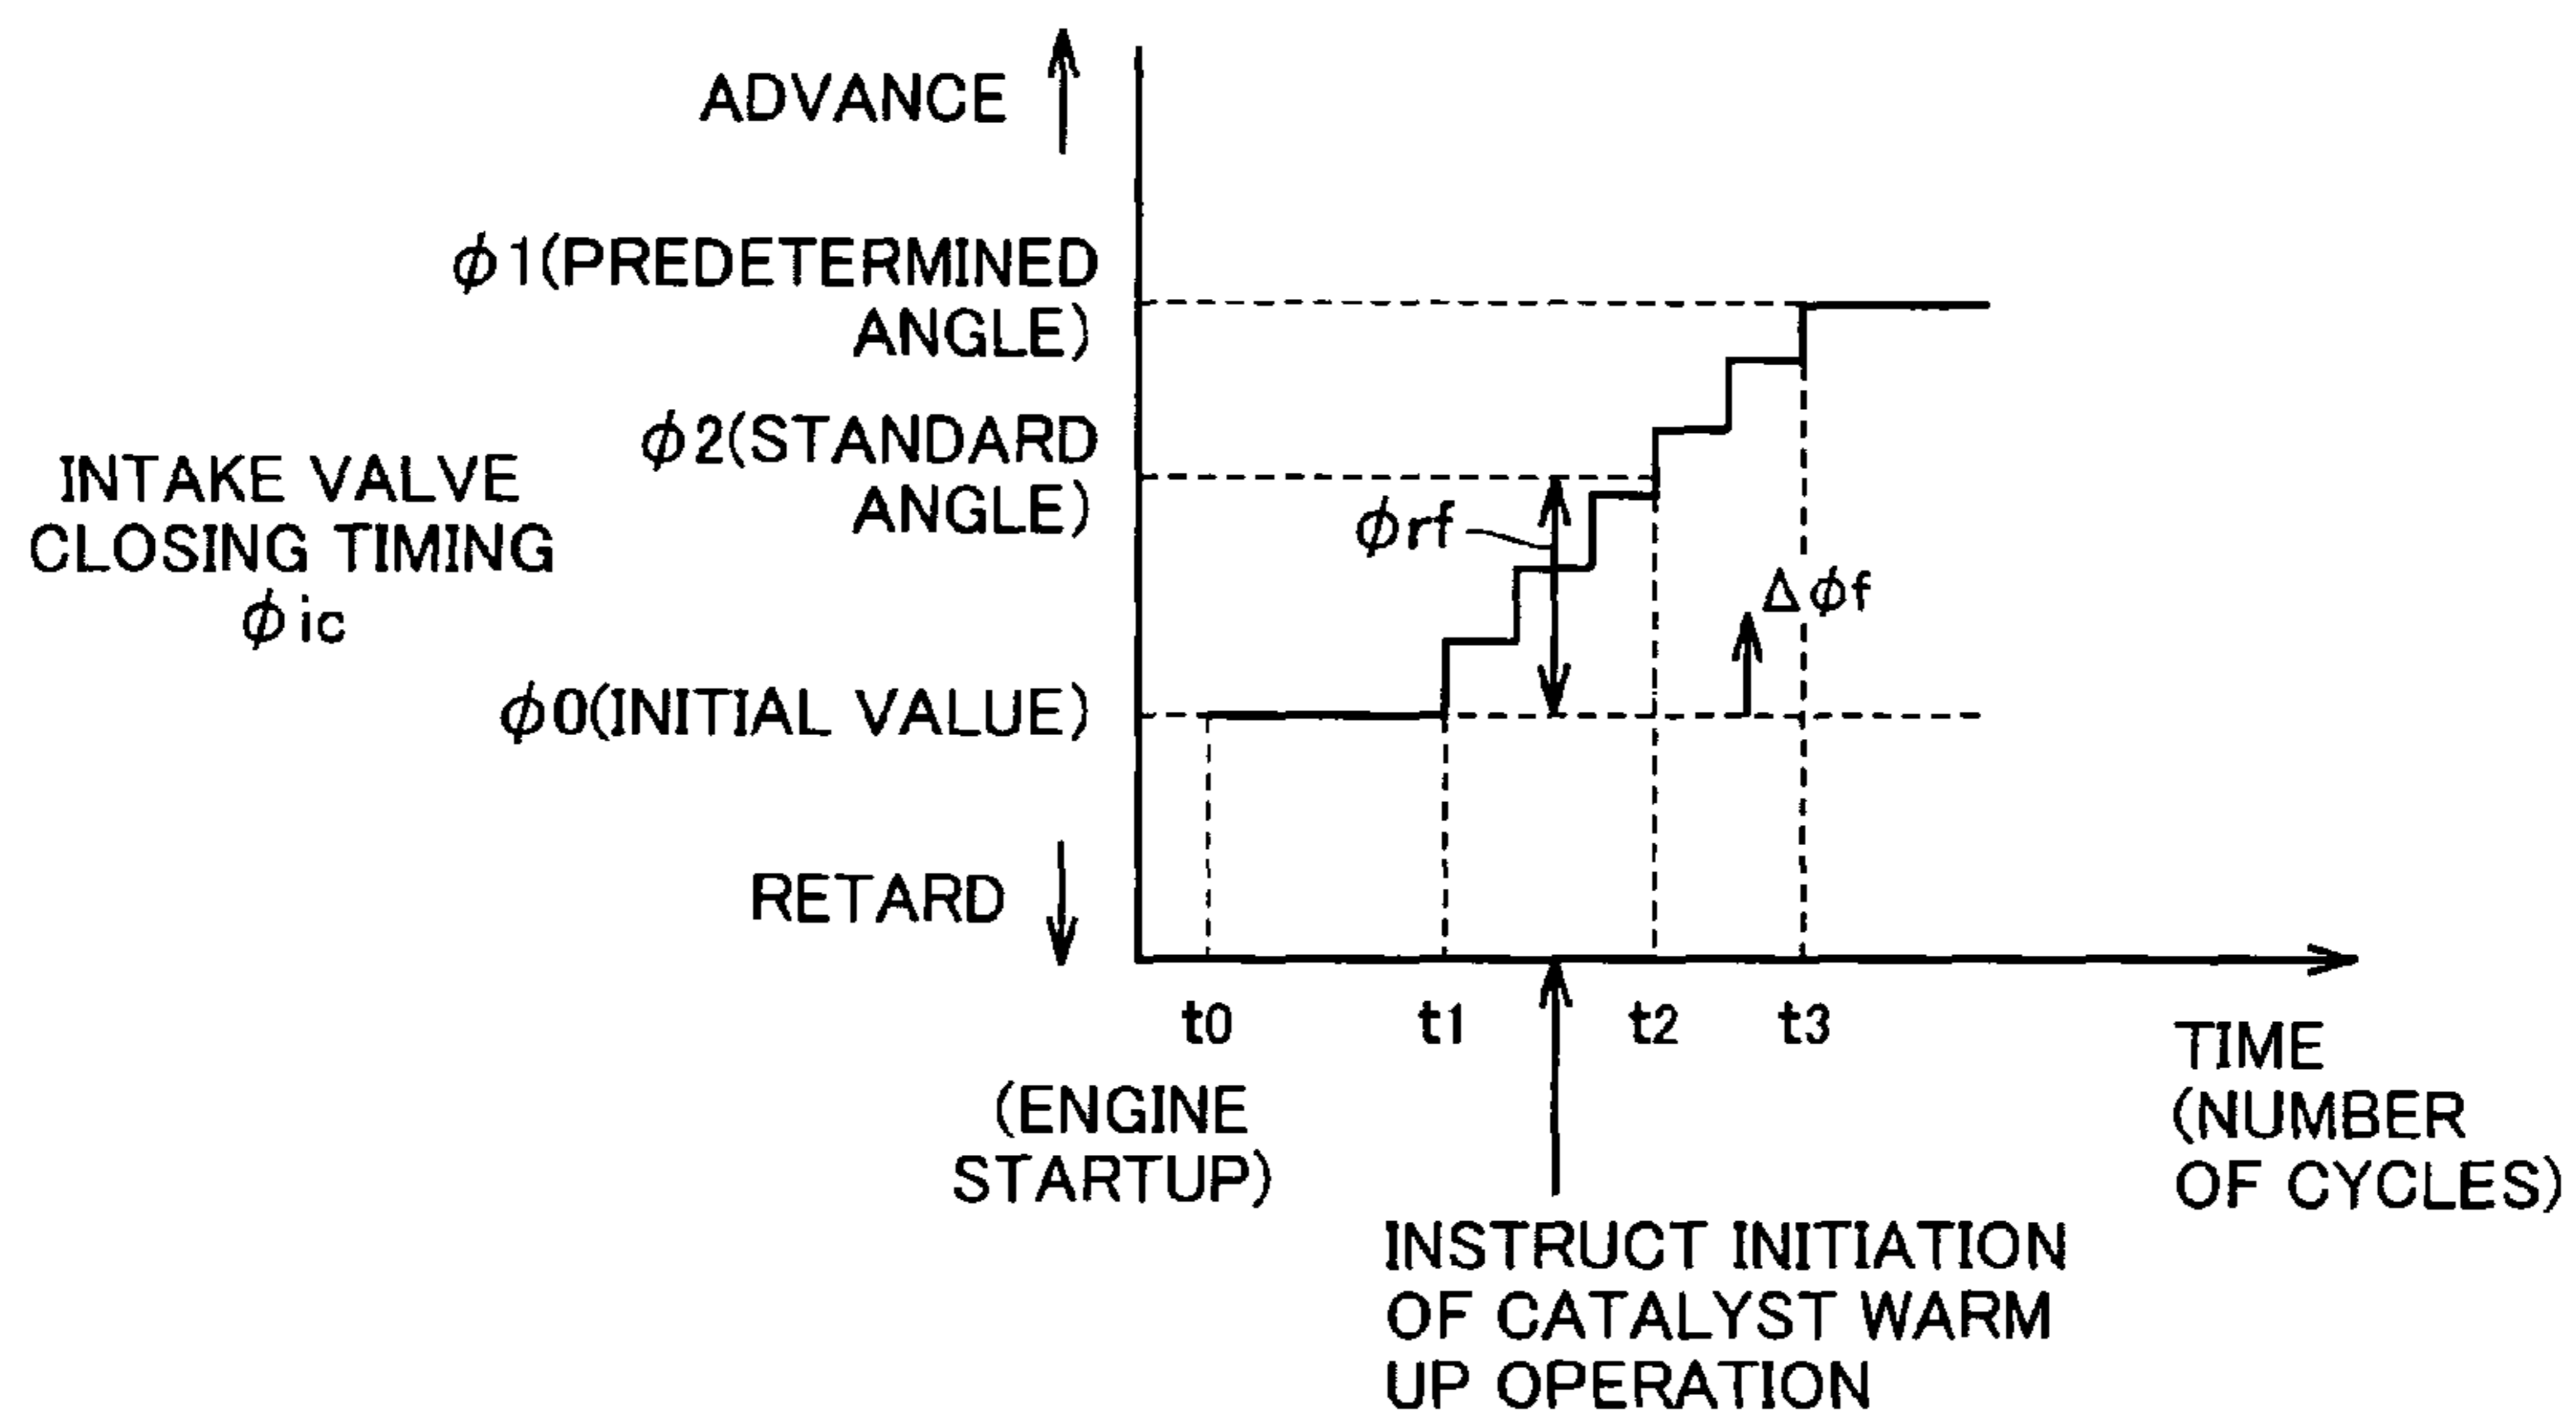 ADVANCE
ϕ1(PREDETERMINED
ANGLE)
ϕ2(STANDARD
ANGLE)
INTAKE VALVE
CLOSING TIMING
ϕic
ϕrf
Δϕf
ϕ0(INITIAL VALUE)
RETARD
t0
t1
t2
t3
(ENGINE
STARTUP)
TIME
(NUMBER
OF CYCLES)
INSTRUCT INITIATION
OF CATALYST WARM
UP OPERATION